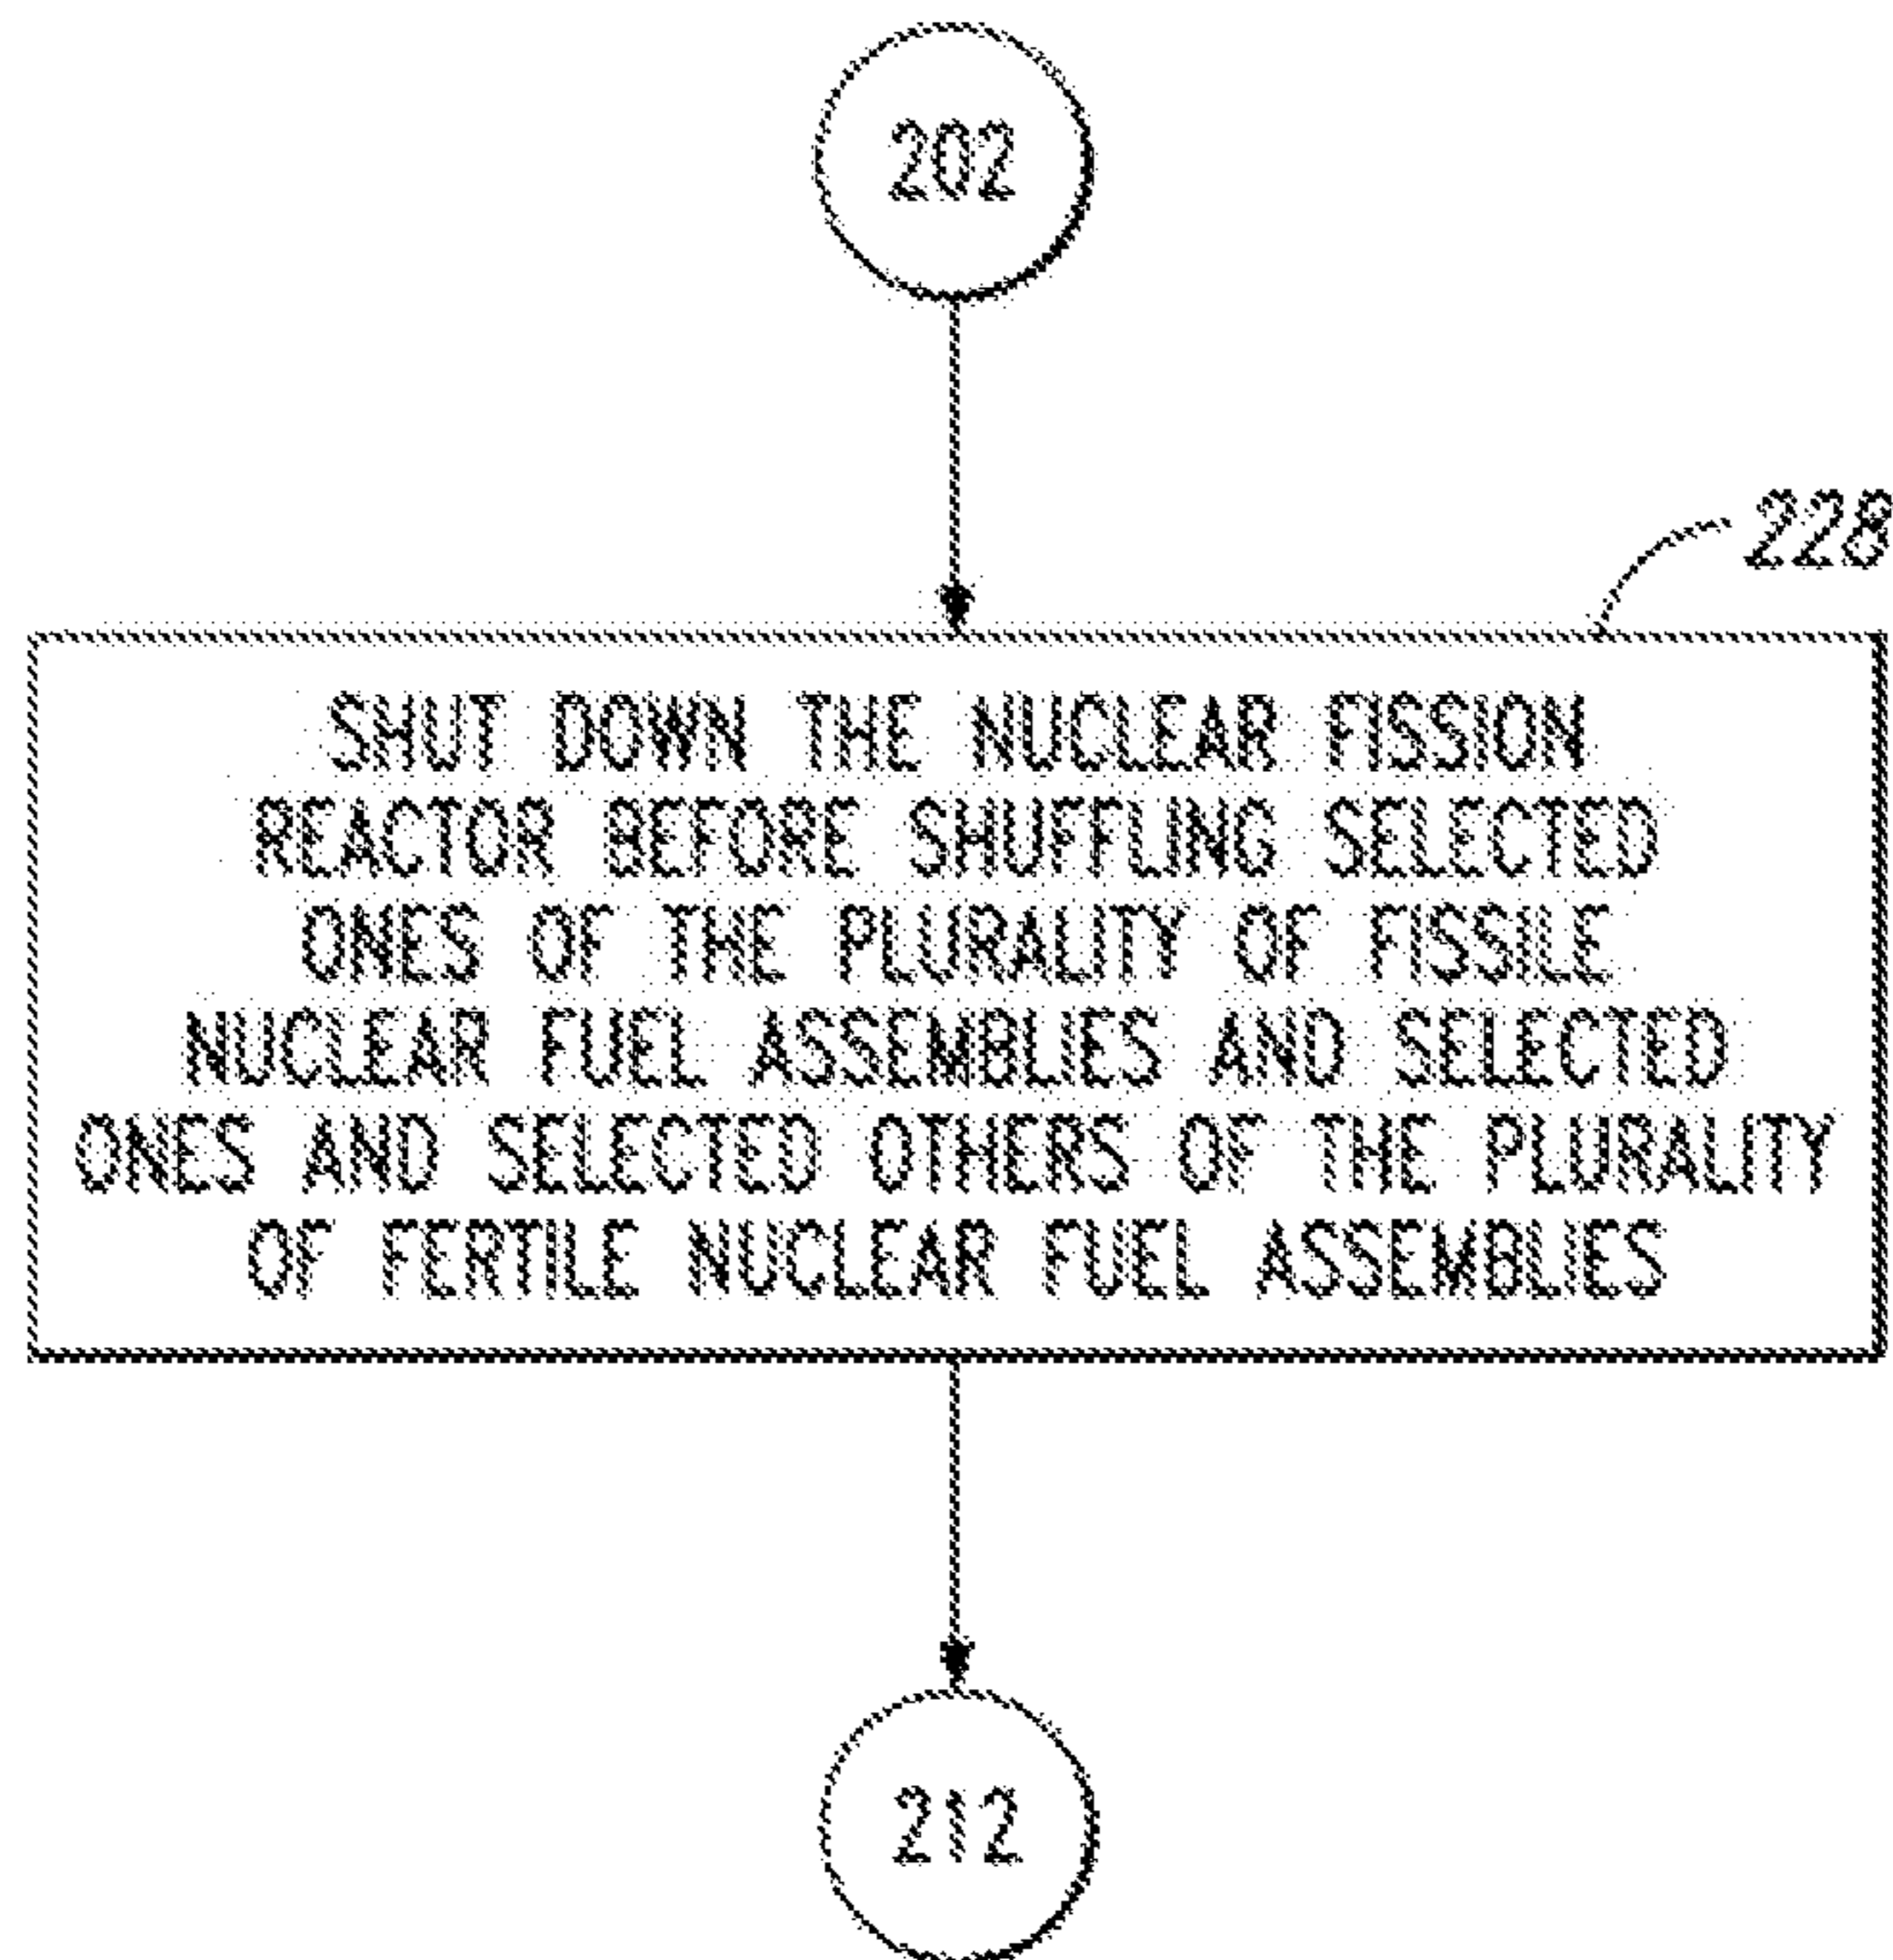 202
228
SHUT DOWN THE NUCLEAR FISSION
REACTOR BEFORE SHUFFLING SELECTED
ONES OF THE PLURALITY OF FISSILE
NUCLEAR FUEL ASSEMBLIES AND SELECTED
ONES AND SELECTED OTHERS OF THE PLURALITY
OF FERTILE NUCLEAR FUEL ASSEMBLIES
212